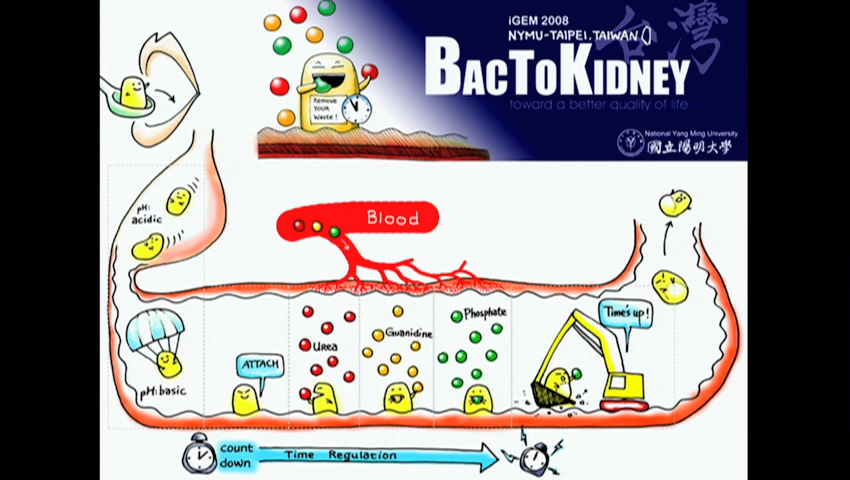 iGEM 2008
NYMU-TAIPEI.TAIWAN
台灣
BACTOKIDNEY
toward a better quality of life
National Yang Ming University
國立陽明大學
Remove
YOUR
Waste!
pH:
acidic
Blood
pH:basic
ATTACH
UREA
Guanidine
Phosphate
Time's up!
count
down
Time Regulation